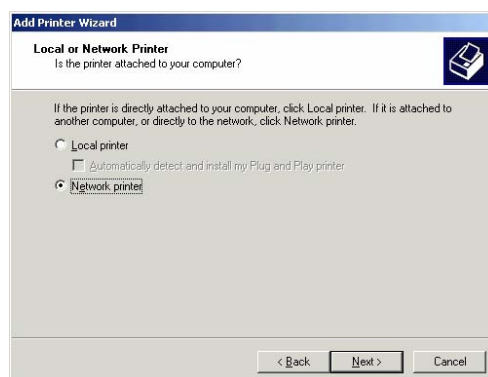 Add Printer Wizard
Local or Network Printer
Is the printer attached to your computer?
If the printer is directly attached to your computer, click Local printer. If it is attached to
another computer, or directly to the network, click Network printer.
Local printer
Automatically detect and install my Plug and Play printer
Network printer
< Back Next > Cancel